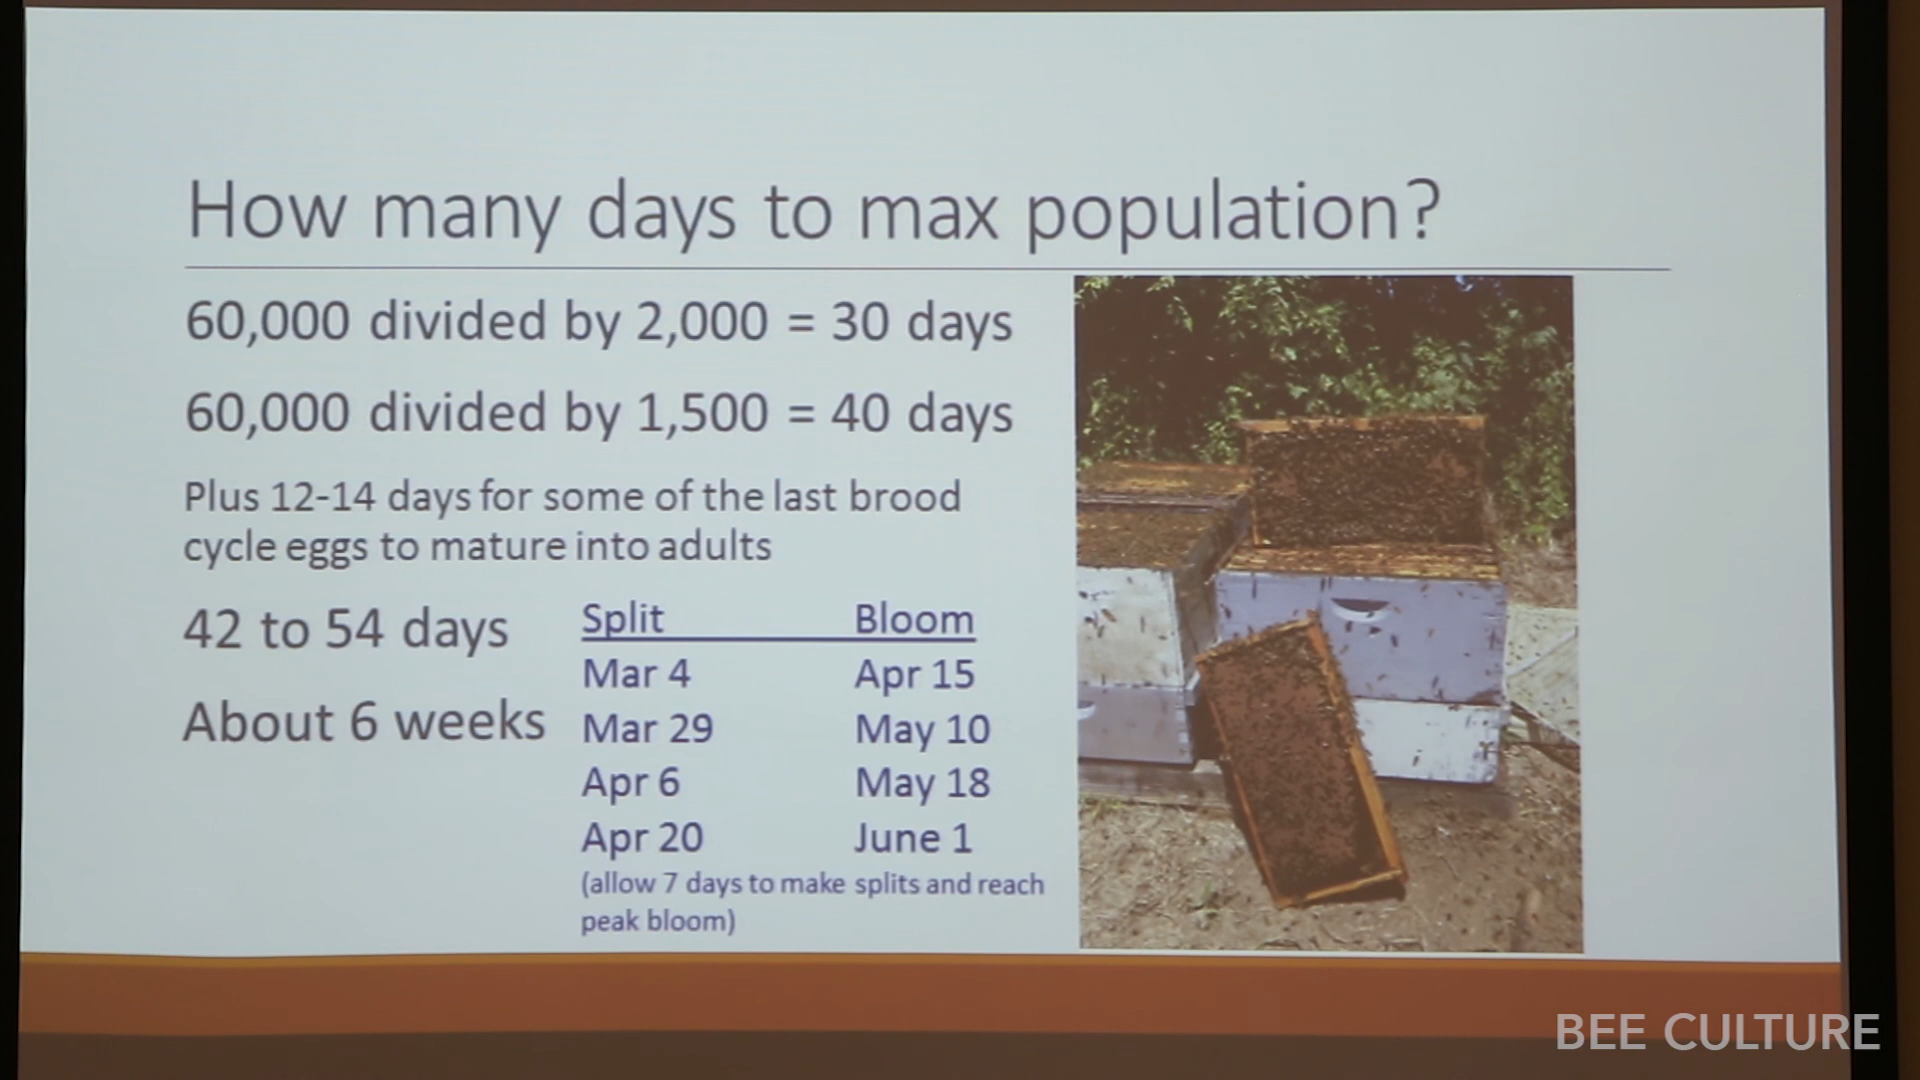 How many days to max population?
60,000 divided by 2,000 = 30 days
60,000 divided by 1,500 = 40 days
Plus 12-14 days for some of the last brood
cycle eggs to mature into adults
42 to 54 days
About 6 weeks
Split Bloom
Mar 4 Apr 15
Mar 29 May 10
Apr 6 May 18
Apr 20 June 1
(allow 7 days to make splits and reach
peak bloom)
BEE CULTURE